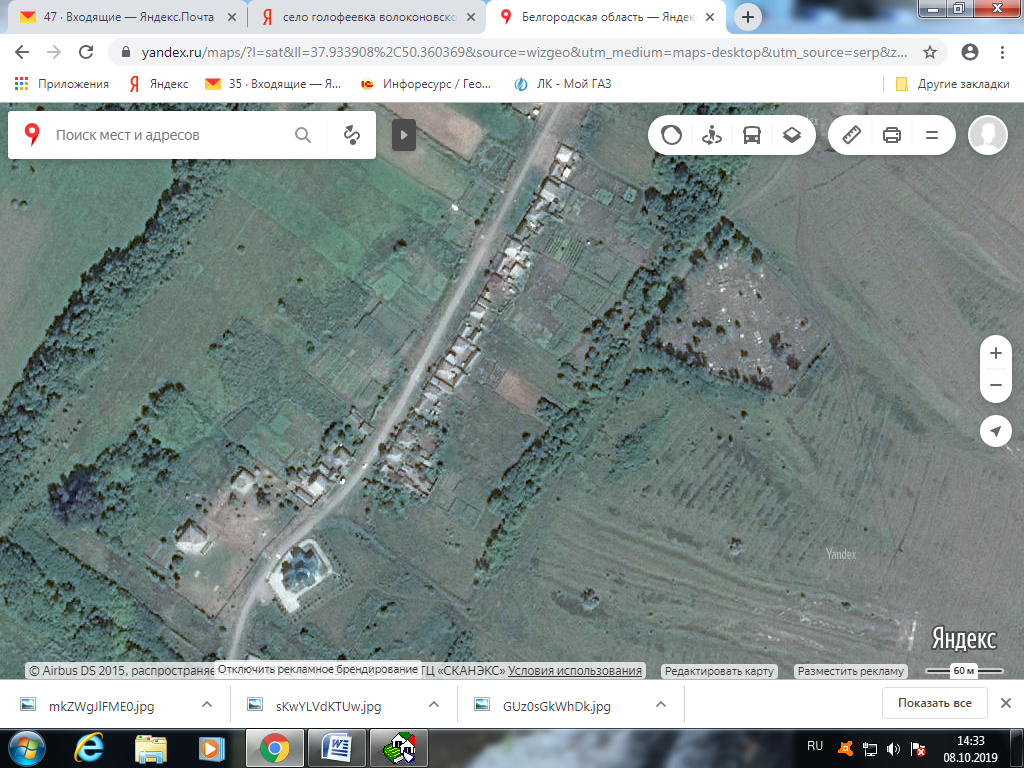 47 · Входящие — Яндекс.Почта
село голофеевка волоконовско
Белгородская область — Яндек
yandex.ru/maps/?l=sat&ll=37.933908%2C50.360369&source=wizgeo&utm_medium=maps-desktop&utm_source=serp&z...
Приложения
Яндекс
35 · Входящие — Я...
Инфоресурс / Гео...
ЛК - Мой ГАЗ
Другие закладки
Поиск мест и адресов
Yandex
Яндекс
© Airbus DS 2015, распространяе
Отключить рекламное брендирование
ТЦ «СКАНЭКС» Условия использования
Редактировать карту
Разместить рекламу
60 м
mkZWgJlFME0.jpg
sKwYLVdKTUw.jpg
GUz0sGkWhDk.jpg
Показать все
RU
14:33
08.10.2019